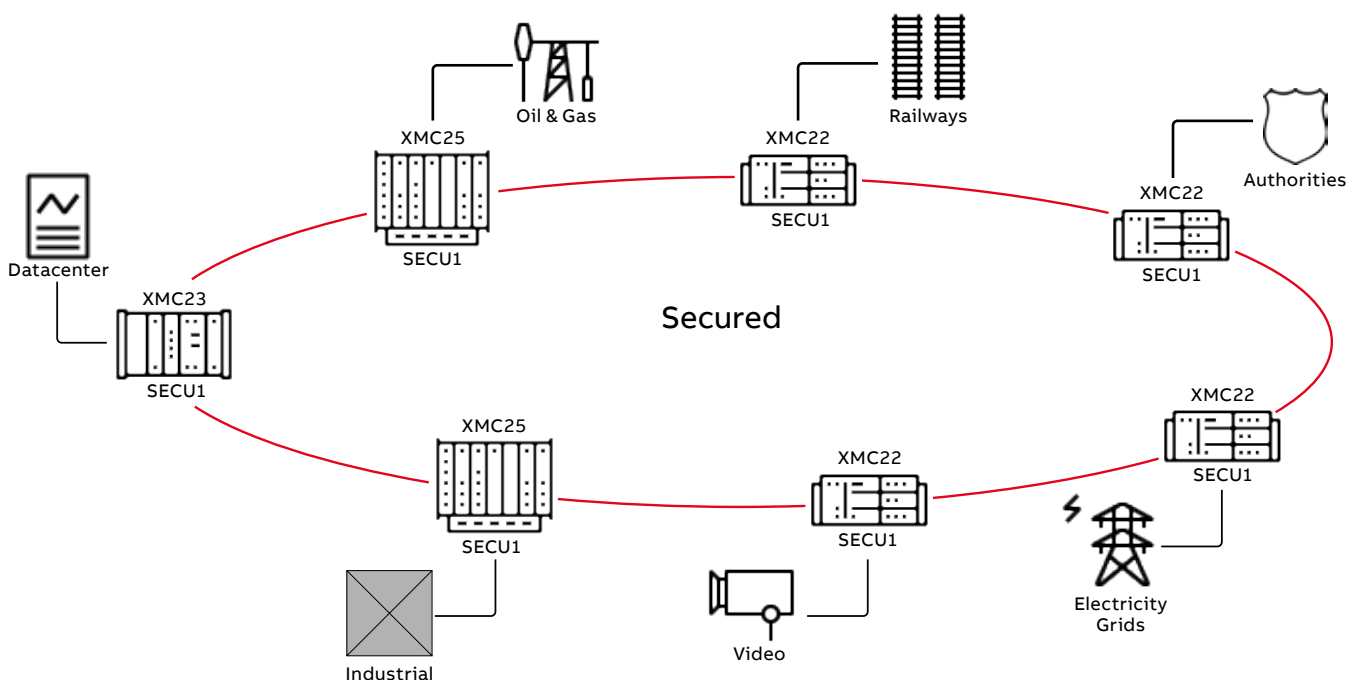 Oil & Gas
Railways
XMC25
SECU1
XMC22
SECU1
Authorities
XMC22
SECU1
Datacenter
XMC23
SECU1
Secured
XMC22
SECU1
XMC25
SECU1
XMC22
SECU1
Electricity
Grids
Video
Industrial